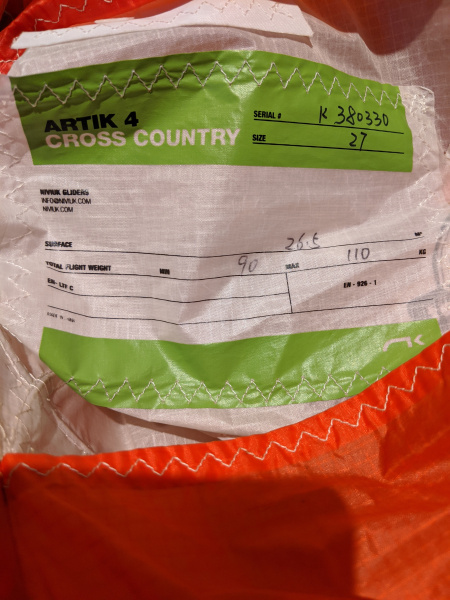 ARTIK 4
CROSS COUNTRY
SERIAL # K 380330
SIZE 27
NIVIUK GLIDERS
INFO@NIVIUK.COM
NIVIUK.COM
SURFACE 26.5 M²
TOTAL FLIGHT WEIGHT MIN 90 MAX 110 KG
EN- LTF C EN - 926 - 1